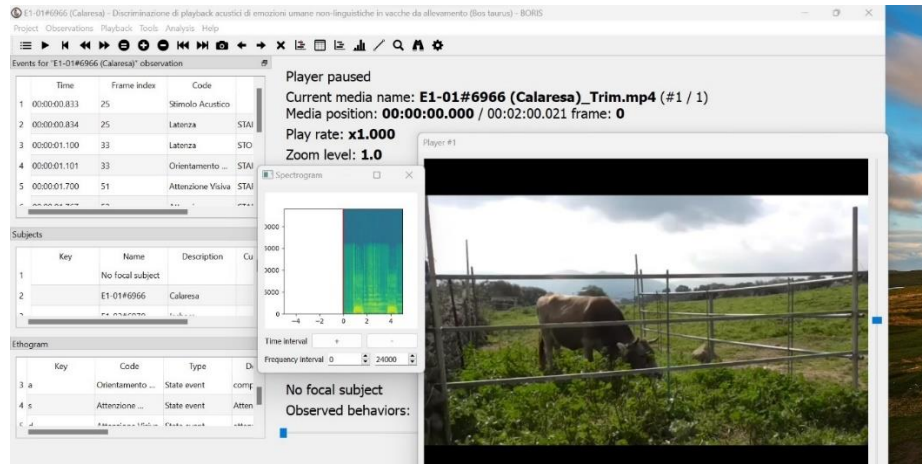 E1-01#6966 (Calaresa) - Discriminazione di playback acustici di emozioni umane non-linguistiche in vacche da allevamento (Bos taurus) - BORIS
Project Observations Playback Tools Analysis Help
Events for "E1-01#6966 (Calaresa)" observation
Time Frame index Code
1 00:00:00.833 25 Stimolo Acustico
2 00:00:00.834 25 Latenza STAI
3 00:00:01.100 33 Latenza STO
4 00:00:01.101 33 Orientamento ... STAI
5 00:00:01.700 51 Attenzione Visiva STAI
Player paused
Current media name: E1-01#6966 (Calaresa)_Trim.mp4 (#1 / 1)
Media position: 00:00:00.000 / 00:02:00.021 frame: 0
Play rate: x1.000
Zoom level: 1.0
Player #1
Spectrogram
5000
0
−4 −2 0 2 4
Time interval + -
Frequency interval 0 24000
Subjects
Key Name Description Cu
1 No focal subject
2 E1-01#6966 Calaresa
Ethogram
Key Code Type
3 a Orientamento ... State event comp
4 s Attenzione ... State event Atten
No focal subject
Observed behaviors: